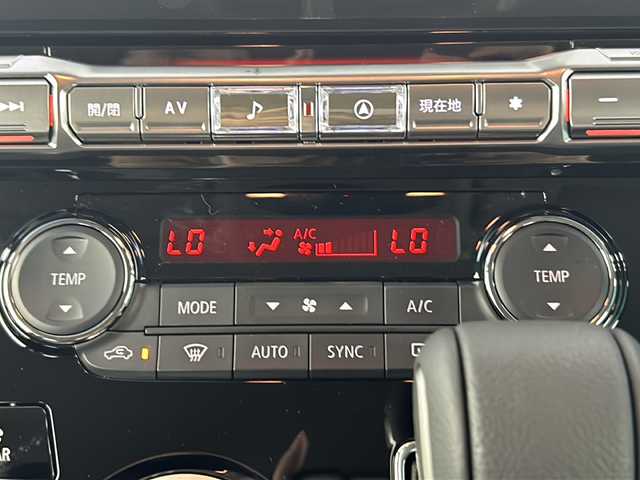 開/閉 AV 現在地 *
LO A/C LO
TEMP TEMP
MODE A/C
AUTO SYNC